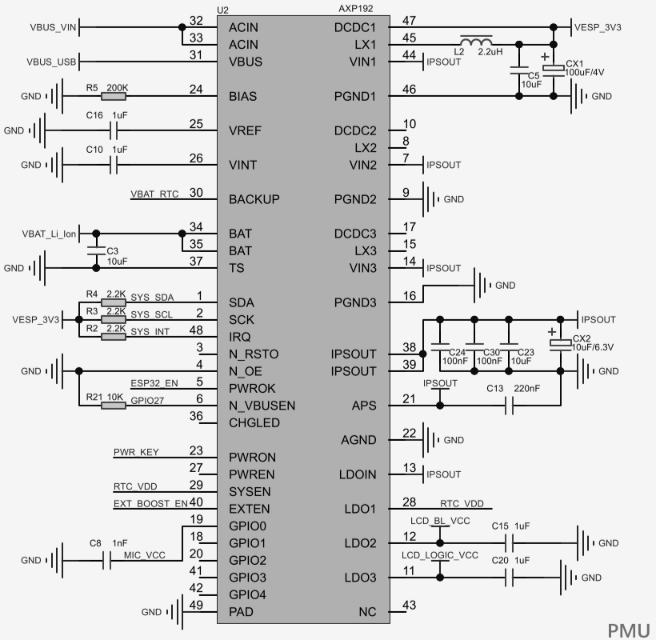 U2 AXP192
VBUS_VIN 32 ACIN DCDC1 47 VESP_3V3
33 ACIN LX1 45 L2 2.2uH
VBUS_USB 31 VBUS VIN1 44 IPSOUT
C5 10uF CX1 100uF/4V
GND R5 200K 24 BIAS PGND1 46 GND
GND C16 1uF 25 VREF DCDC2 10
LX2 8
GND C10 1uF 26 VINT VIN2 7 IPSOUT
VBAT_RTC 30 BACKUP PGND2 9 GND
VBAT_Li_Ion 34 BAT DCDC3 17
35 BAT LX3 15
C3 10uF
GND 37 TS VIN3 14 IPSOUT
R4 2.2K SYS_SDA 1 SDA PGND3 16 GND
VESP_3V3 R3 2.2K SYS_SCL 2 SCK
R2 2.2K SYS_INT 48 IRQ IPSOUT
3 N_RSTO IPSOUT 38
C24 100nF C30 100nF C23 10uF CX2 10uF/6.3V
GND 4 N_OE IPSOUT 39 GND
ESP32_EN 5 PWROK IPSOUT C13 220nF
R21 10K GPIO27 6 N_VBUSEN APS 21
36 CHGLED
AGND 22 GND
PWR_KEY 23 PWRON
27 PWREN LDOIN 13 IPSOUT
RTC_VDD 29 SYSEN
EXT_BOOST_EN 40 EXTEN LDO1 28 RTC_VDD
19 GPIO0 LCD_BL_VCC C15 1uF
18 GPIO1 LDO2 12 GND
GND C8 1nF MIC_VCC 20 GPIO2 LCD_LOGIC_VCC C20 1uF
41 GPIO3 LDO3 11 GND
42 GPIO4
GND 49 PAD NC 43
PMU